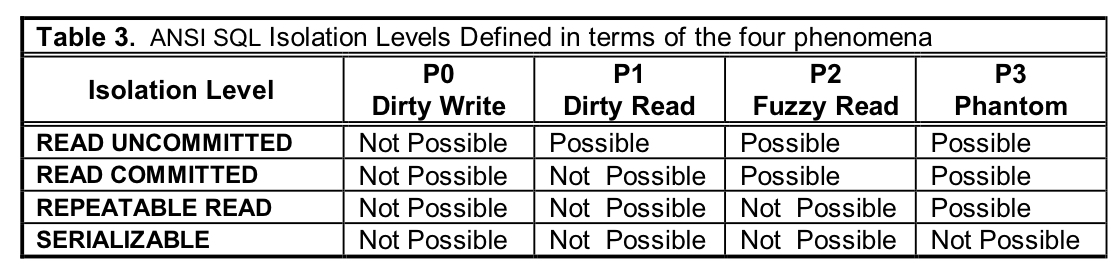 Table 3. ANSI SQL Isolation Levels Defined in terms of the four phenomena
Isolation Level P0 Dirty Write P1 Dirty Read P2 Fuzzy Read P3 Phantom
READ UNCOMMITTED Not Possible Possible Possible Possible
READ COMMITTED Not Possible Not Possible Possible Possible
REPEATABLE READ Not Possible Not Possible Not Possible Possible
SERIALIZABLE Not Possible Not Possible Not Possible Not Possible